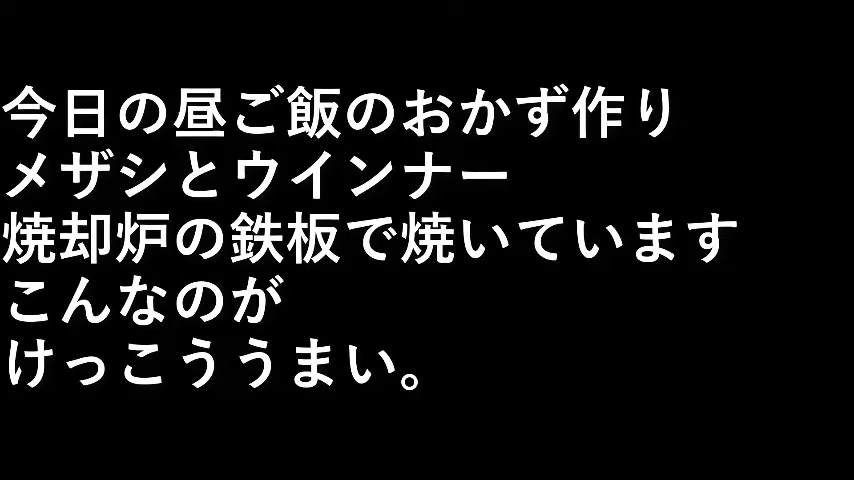 今日の昼ご飯のおかず作り
メザシとウインナー
焼却炉の鉄板で焼いています
こんなのが
けっこううまい。